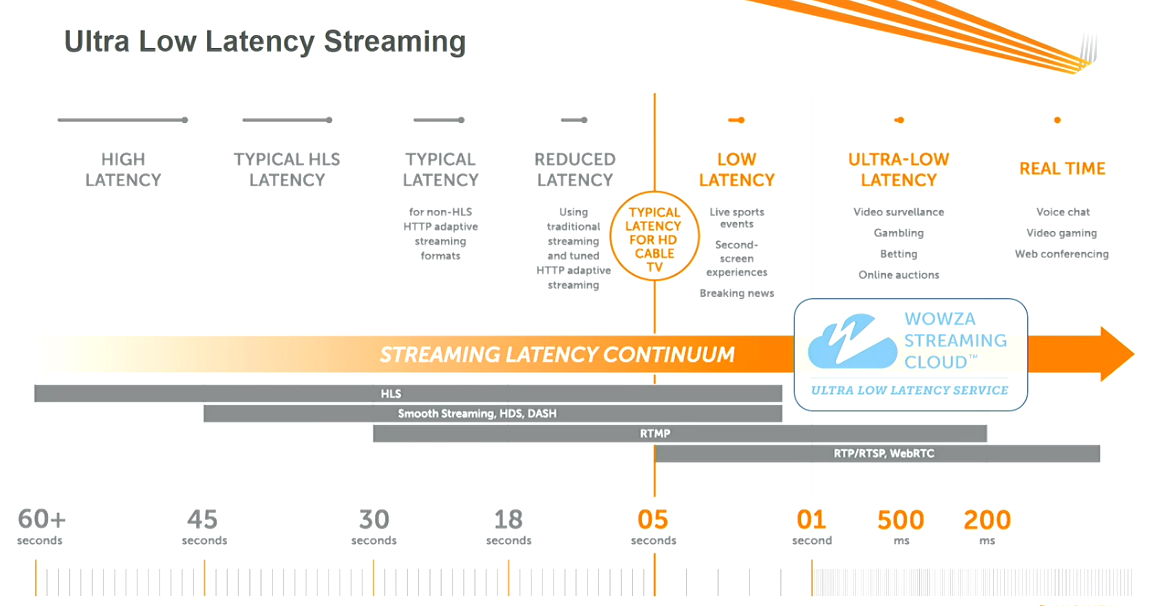 Ultra Low Latency Streaming
HIGH
LATENCY
TYPICAL HLS
LATENCY
TYPICAL
LATENCY
for non-HLS
HTTP adaptive
streaming
formats
REDUCED
LATENCY
Using
traditional
streaming
and tuned
HTTP adaptive
streaming
TYPICAL
LATENCY
FOR HD
CABLE
TV
LOW
LATENCY
Live sports
events
Second-
screen
experiences
Breaking news
ULTRA-LOW
LATENCY
Video survellance
Gambling
Betting
Online auctions
REAL TIME
Voice chat
Video gaming
Web conferencing
STREAMING LATENCY CONTINUUM
WOWZA
STREAMING
CLOUD™
ULTRA LOW LATENCY SERVICE
HLS
Smooth Streaming, HDS, DASH
RTMP
RTP/RTSP, WebRTC
60+
seconds
45
seconds
30
seconds
18
seconds
05
seconds
01
second
500
ms
200
ms